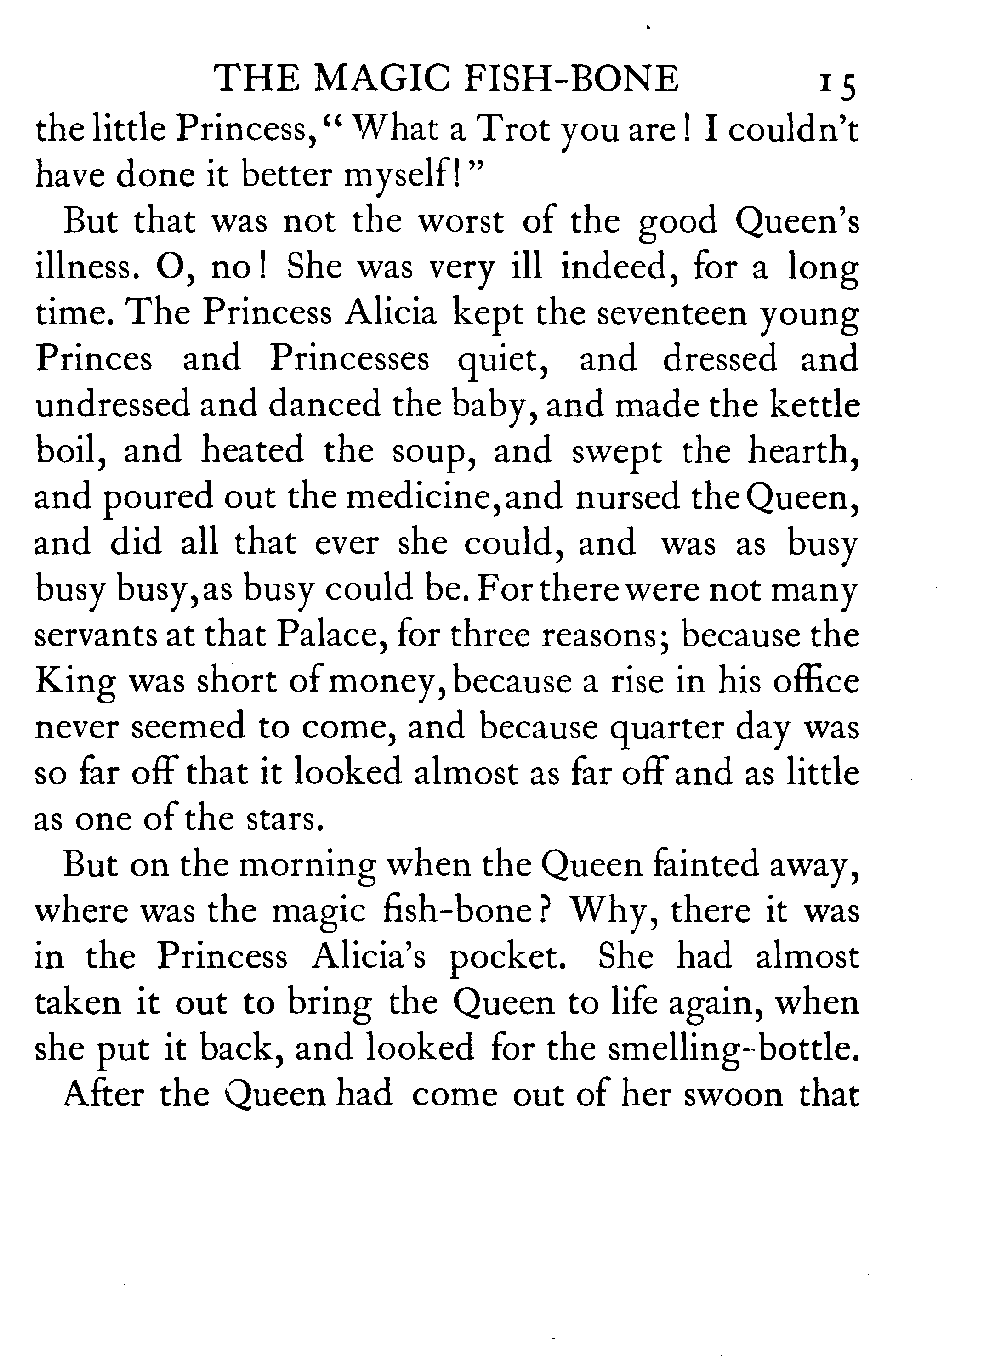 THE MAGIC FISH-BONE 15
the little Princess, “ What a Trot you are ! I couldn’t
have done it better myself! ”
But that was not the worst of the good Queen’s
illness. O, no ! She was very ill indeed, for a long
time. The Princess Alicia kept the seventeen young
Princes and Princesses quiet, and dressed and
undressed and danced the baby, and made the kettle
boil, and heated the soup, and swept the hearth,
and poured out the medicine, and nursed the Queen,
and did all that ever she could, and was as busy
busy busy, as busy could be. For there were not many
servants at that Palace, for three reasons; because the
King was short of money, because a rise in his office
never seemed to come, and because quarter day was
so far off that it looked almost as far off and as little
as one of the stars.
But on the morning when the Queen fainted away,
where was the magic fish-bone ? Why, there it was
in the Princess Alicia’s pocket. She had almost
taken it out to bring the Queen to life again, when
she put it back, and looked for the smelling-bottle.
After the Queen had come out of her swoon that